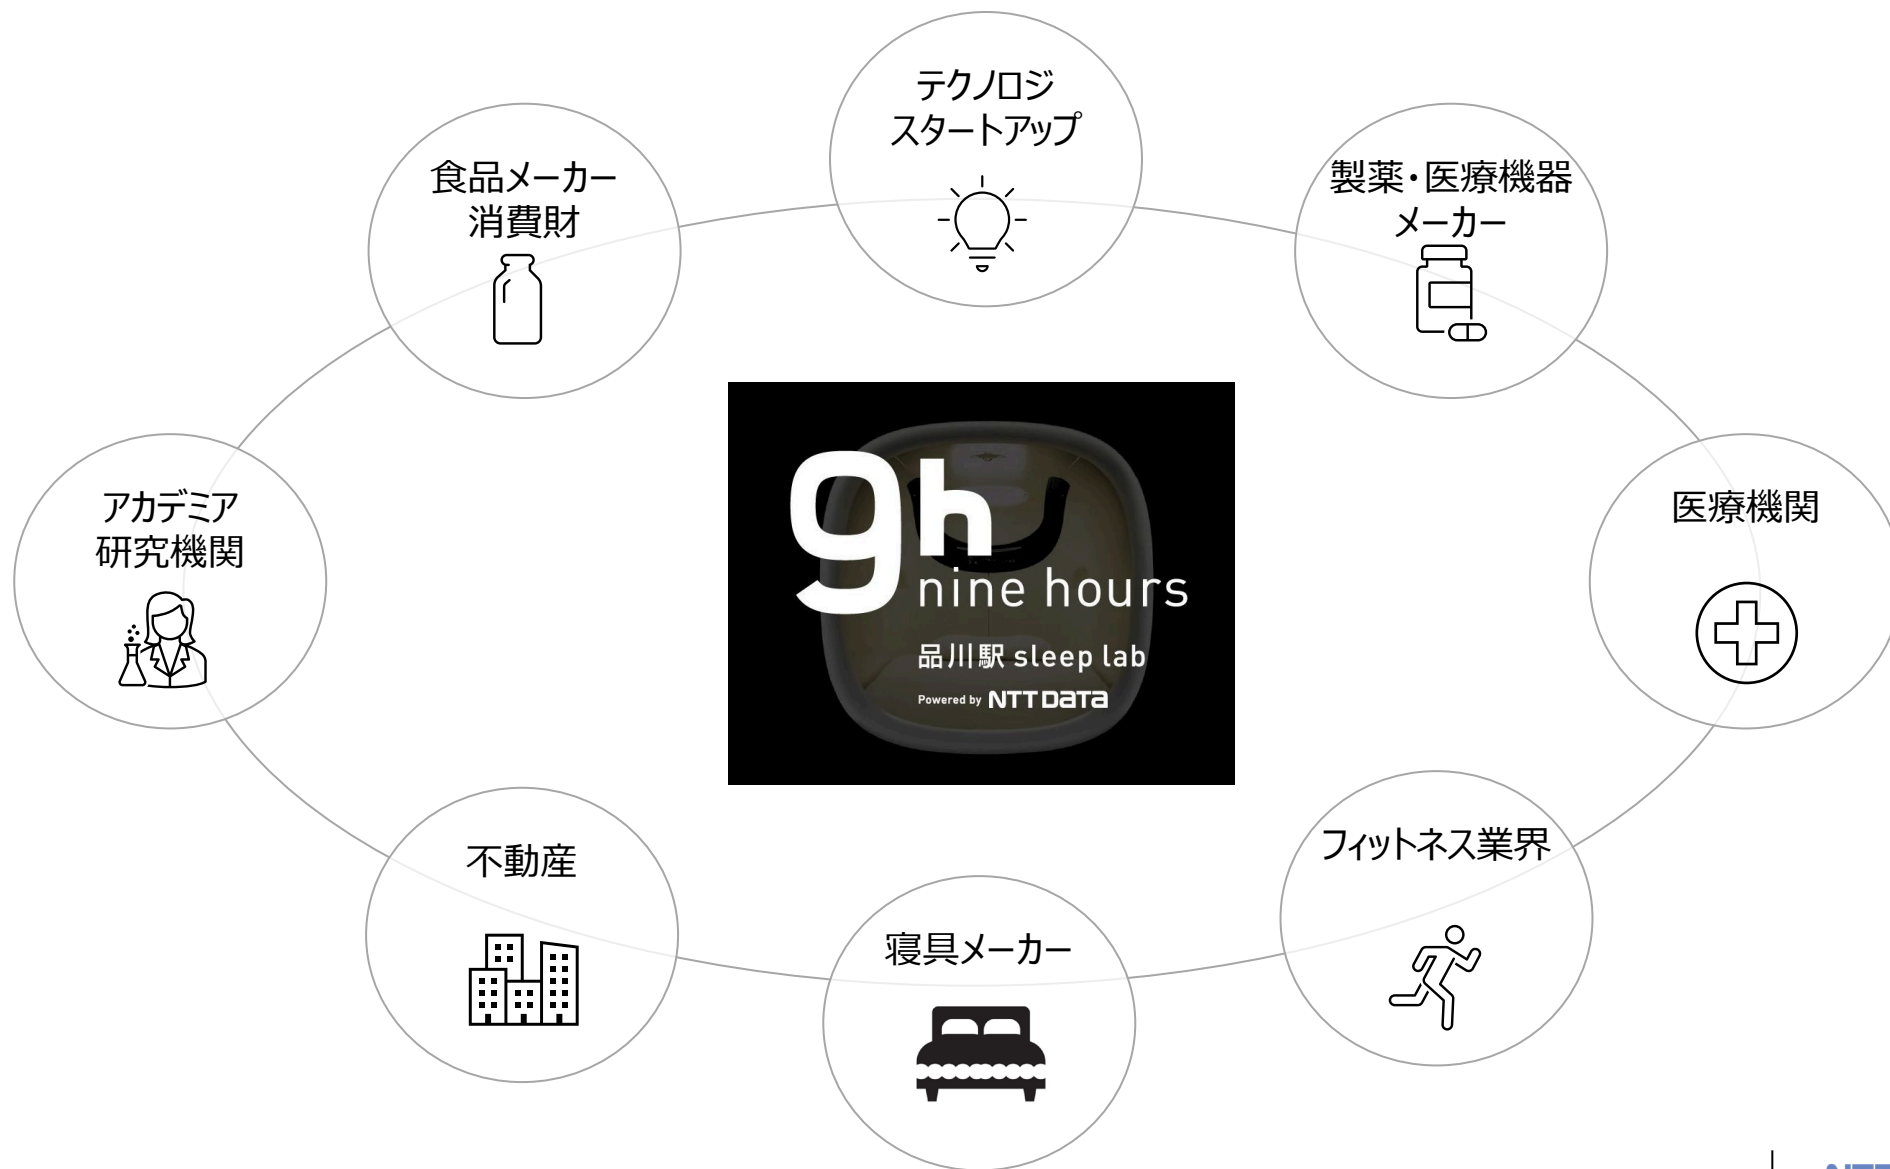 テクノロジ
スタートアップ
食品メーカー
消費財
製薬・医療機器
メーカー
アカデミア
研究機関
医療機関
9h
nine hours
品川駅 sleep lab
Powered by NTT DATA
不動産
フィットネス業界
寝具メーカー